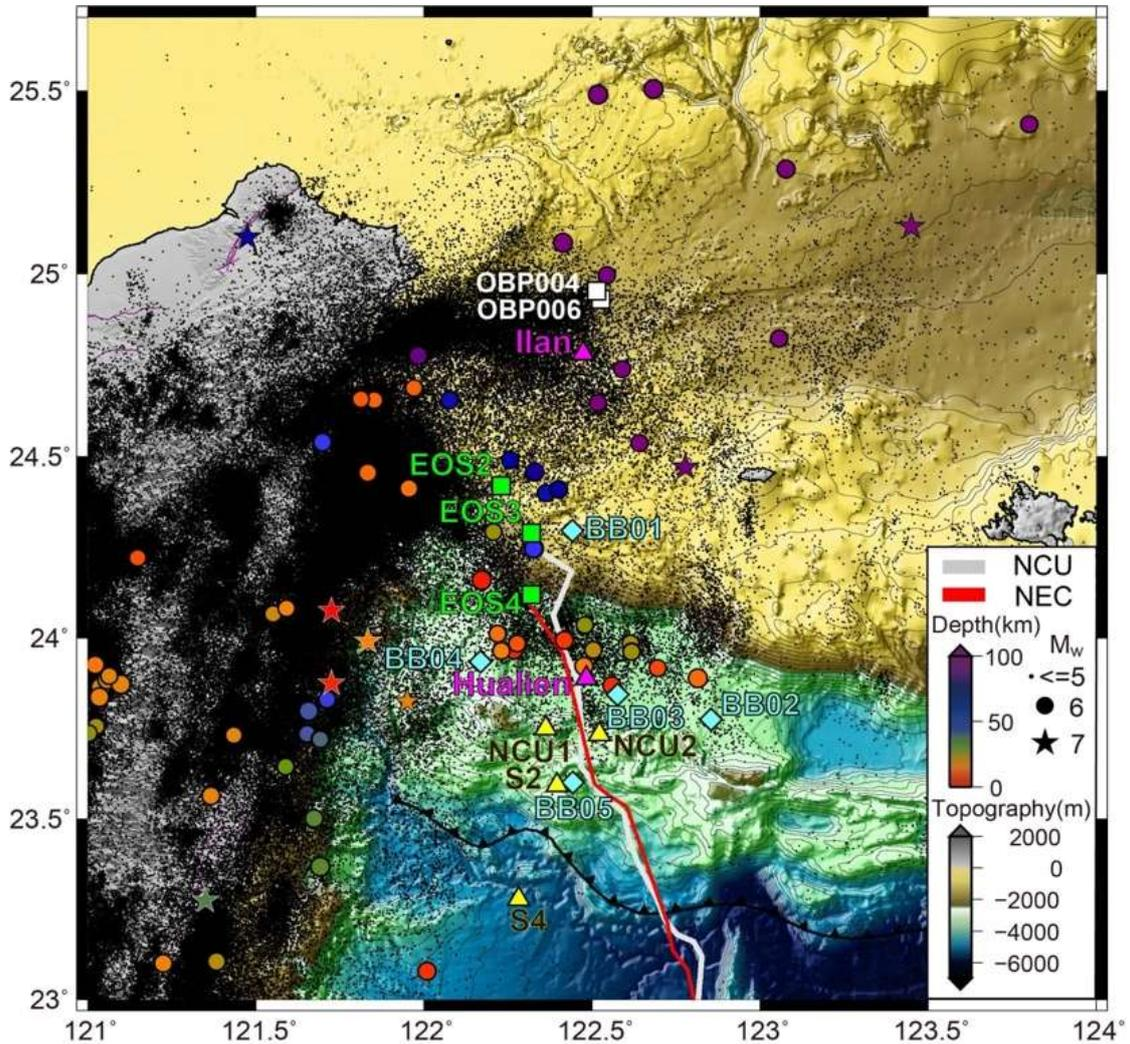 25.5°
25°
24.5°
24°
23.5°
23°
121°
121.5°
122°
122.5°
123°
123.5°
124°
OBP004
OBP006
Ilan
EOS2
EOS3
BB01
EOS4
BB04
Hualien
BB03
BB02
NCU1
NCU2
S2
BB05
S4
NCU
NEC
Depth(km)
Mw
100
50
0
<=5
6
7
Topography(m)
2000
0
−2000
−4000
−6000